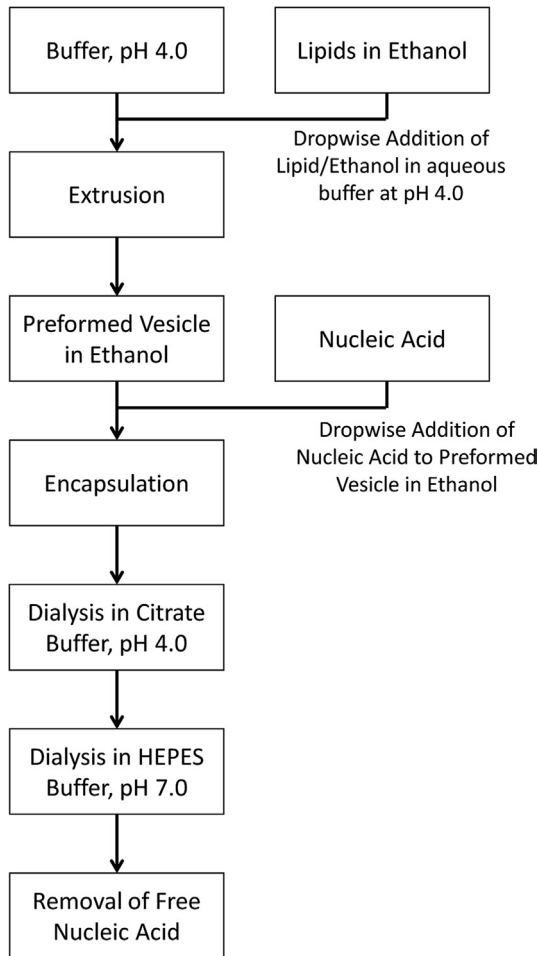 Buffer, pH 4.0
Lipids in Ethanol
Dropwise Addition of
Lipid/Ethanol in aqueous
buffer at pH 4.0
Extrusion
Preformed Vesicle
in Ethanol
Nucleic Acid
Dropwise Addition of
Nucleic Acid to Preformed
Vesicle in Ethanol
Encapsulation
Dialysis in Citrate
Buffer, pH 4.0
Dialysis in HEPES
Buffer, pH 7.0
Removal of Free
Nucleic Acid